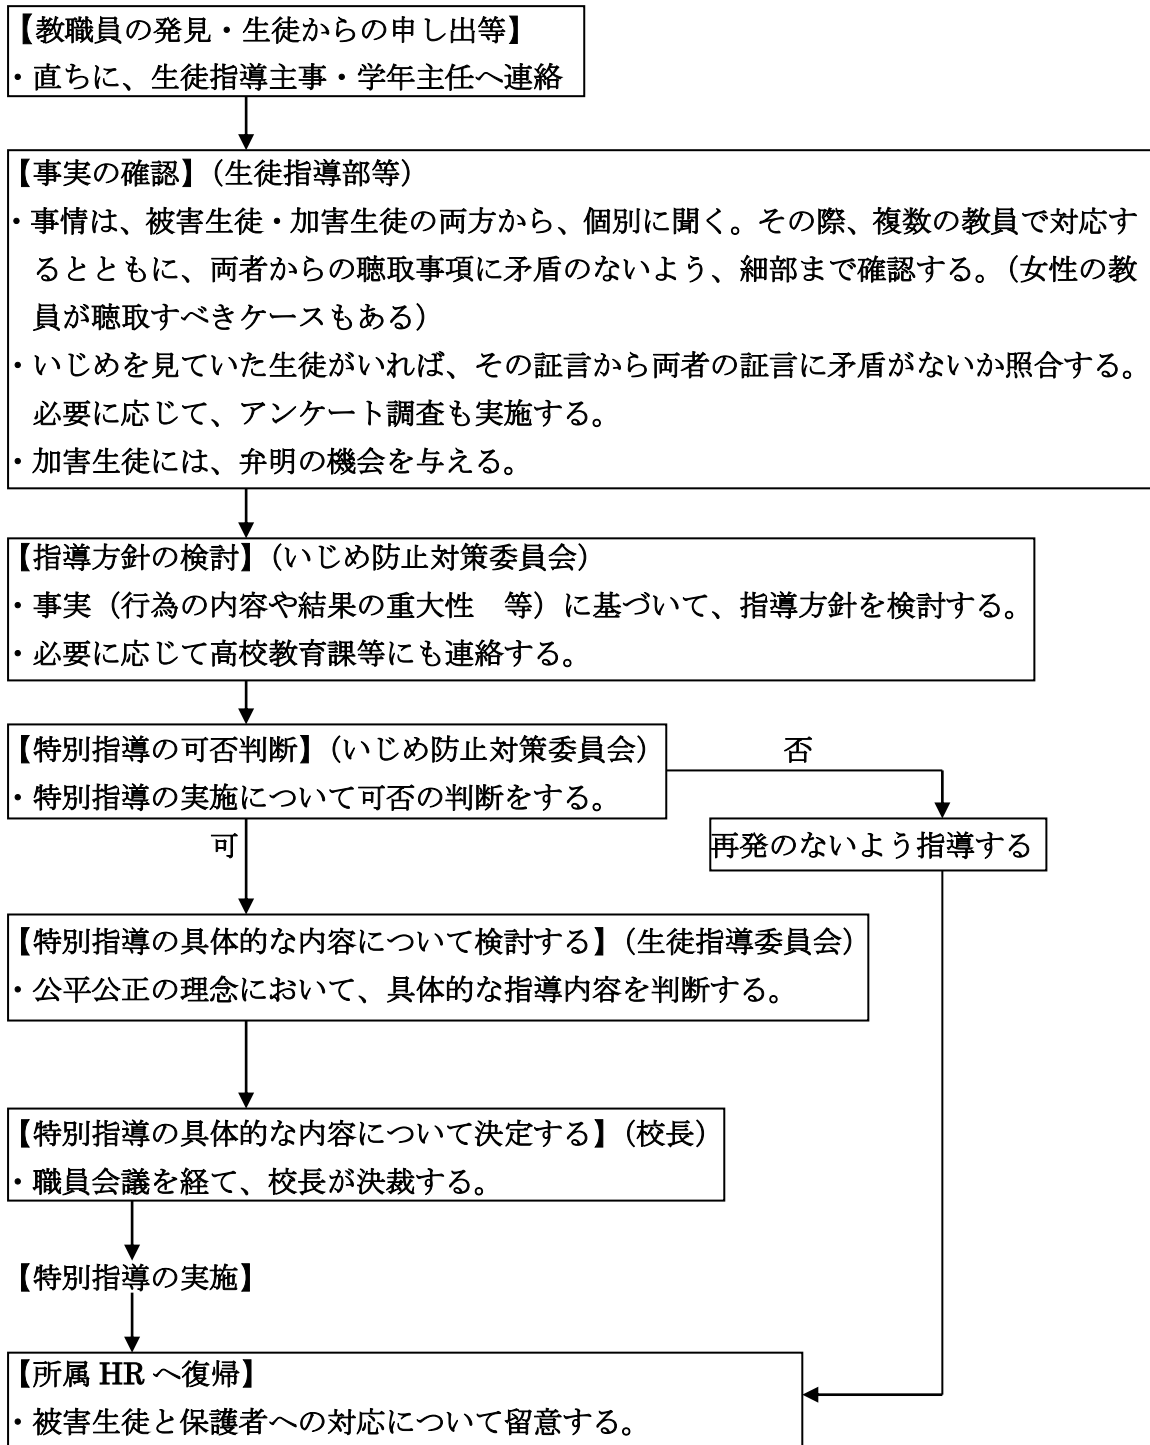 【教職員の発見・生徒からの申し出等】
・直ちに、生徒指導主事・学年主任へ連絡
【事実の確認】（生徒指導部等）
・事情は、被害生徒・加害生徒の両方から、個別に聞く。その際、複数の教員で対応す
るとともに、両者からの聴取事項に矛盾のないよう、細部まで確認する。（女性の教
員が聴取すべきケースもある）
・いじめを見ていた生徒がいれば、その証言から両者の証言に矛盾がないか照合する。
必要に応じて、アンケート調査も実施する。
・加害生徒には、弁明の機会を与える。
【指導方針の検討】（いじめ防止対策委員会）
・事実（行為の内容や結果の重大性　等）に基づいて、指導方針を検討する。
・必要に応じて高校教育課等にも連絡する。
【特別指導の可否判断】（いじめ防止対策委員会）
・特別指導の実施について可否の判断をする。
否
可
再発のないよう指導する
【特別指導の具体的な内容について検討する】（生徒指導委員会）
・公平公正の理念において、具体的な指導内容を判断する。
【特別指導の具体的な内容について決定する】（校長）
・職員会議を経て、校長が決裁する。
【特別指導の実施】
【所属 HR へ復帰】
・被害生徒と保護者への対応について留意する。